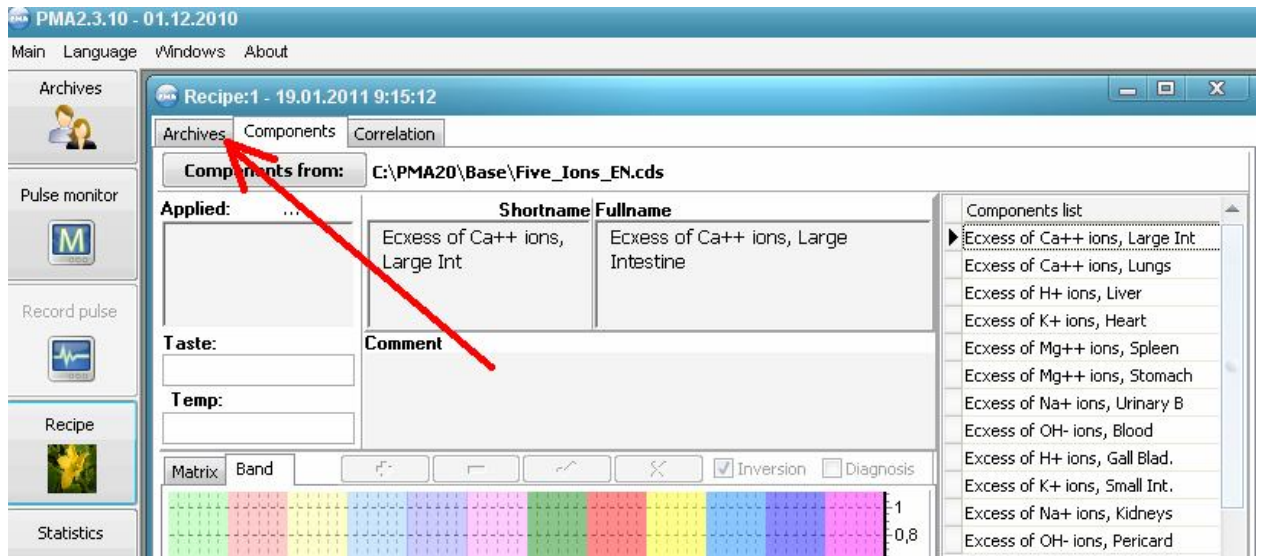 PMA2.3.10 - 01.12.2010
Main Language Windows About
Archives
Pulse monitor
M
Record pulse
Recipe
Statistics
Recipe:1 - 19.01.2011 9:15:12
Archives Components Correlation
Components from: C:\PMA20\Base\Five_Ions_EN.cds
Applied: ...
Shortname Fullname
Ecxess of Ca++ ions,
Large Int
Ecxess of Ca++ ions, Large
Intestine
Taste:
Comment
Temp:
Matrix Band
Inversion Diagnosis
1
0,8
Components list
Ecxess of Ca++ ions, Large Int
Ecxess of Ca++ ions, Lungs
Ecxess of H+ ions, Liver
Ecxess of K+ ions, Heart
Ecxess of Mg++ ions, Spleen
Ecxess of Mg++ ions, Stomach
Ecxess of Na+ ions, Urinary B
Ecxess of OH- ions, Blood
Excess of H+ ions, Gall Blad.
Excess of K+ ions, Small Int.
Excess of Na+ ions, Kidneys
Excess of OH- ions, Pericard